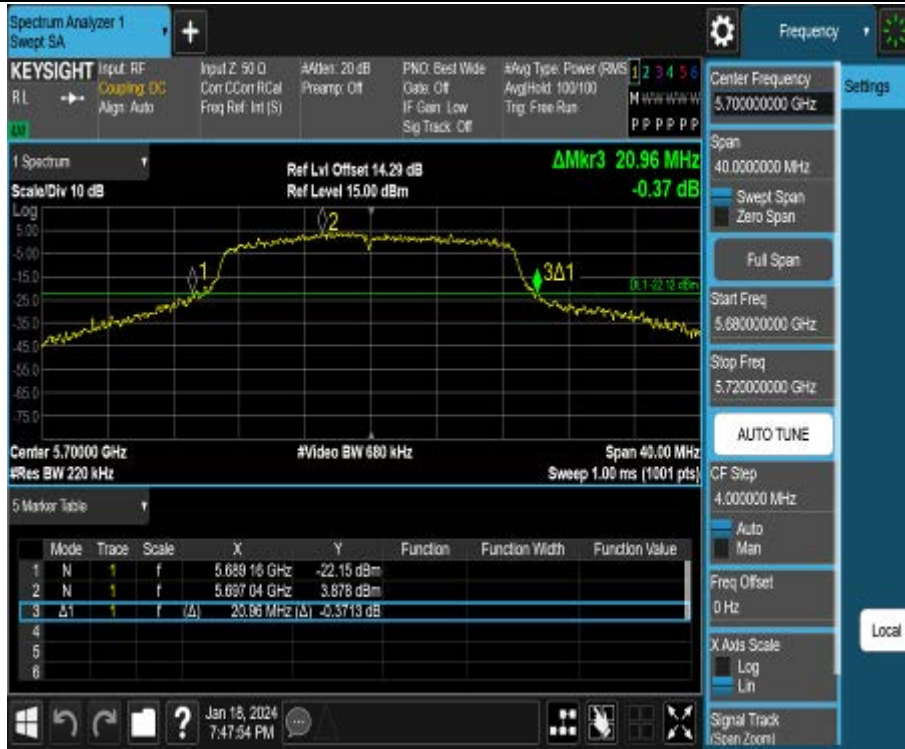 Spectrum Analyzer 1
Swept SA
+
Frequency
KEYSIGHT Input: RF Input Z: 50 Ω #Atten: 20 dB PNO: Best Wide #Avg Type: Power (RMS 1 2 3 4 5 6
RL Coupling: DC Corr CCorr RCal Preamp: Off Gate: Off Avg|Hold: 100/100 M W W W W W
Align: Auto Freq Ref: Int (S) IF Gain: Low Trig: Free Run
Sig Track: Off P P P P P P
1 Spectrum
Ref Lvl Offset 14.29 dB ΔMkr3 20.96 MHz
Scale/Div 10 dB Ref Level 15.00 dBm -0.37 dB
Log
5.00
-5.00
-15.0
-25.0
-35.0
-45.0
-55.0
-65.0
-75.0
2
1
3Δ1
DL1 -22.12 dBm
Center 5.70000 GHz #Video BW 680 kHz Span 40.00 MHz
#Res BW 220 kHz Sweep 1.00 ms (1001 pts)
5 Marker Table
Mode Trace Scale X Y Function Function Width Function Value
1 N 1 f 5.689 16 GHz -22.15 dBm
2 N 1 f 5.697 04 GHz 3.878 dBm
3 Δ1 1 f (Δ) 20.96 MHz (Δ) -0.3713 dB
4
5
6
?
Jan 18, 2024
7:47:54 PM
Center Frequency
5.700000000 GHz
Settings
Span
40.0000000 MHz
Swept Span
Zero Span
Full Span
Start Freq
5.680000000 GHz
Stop Freq
5.720000000 GHz
AUTO TUNE
CF Step
4.000000 MHz
Auto
Man
Freq Offset
0 Hz
Local
X Axis Scale
Log
Lin
Signal Track
(Span Zoom)